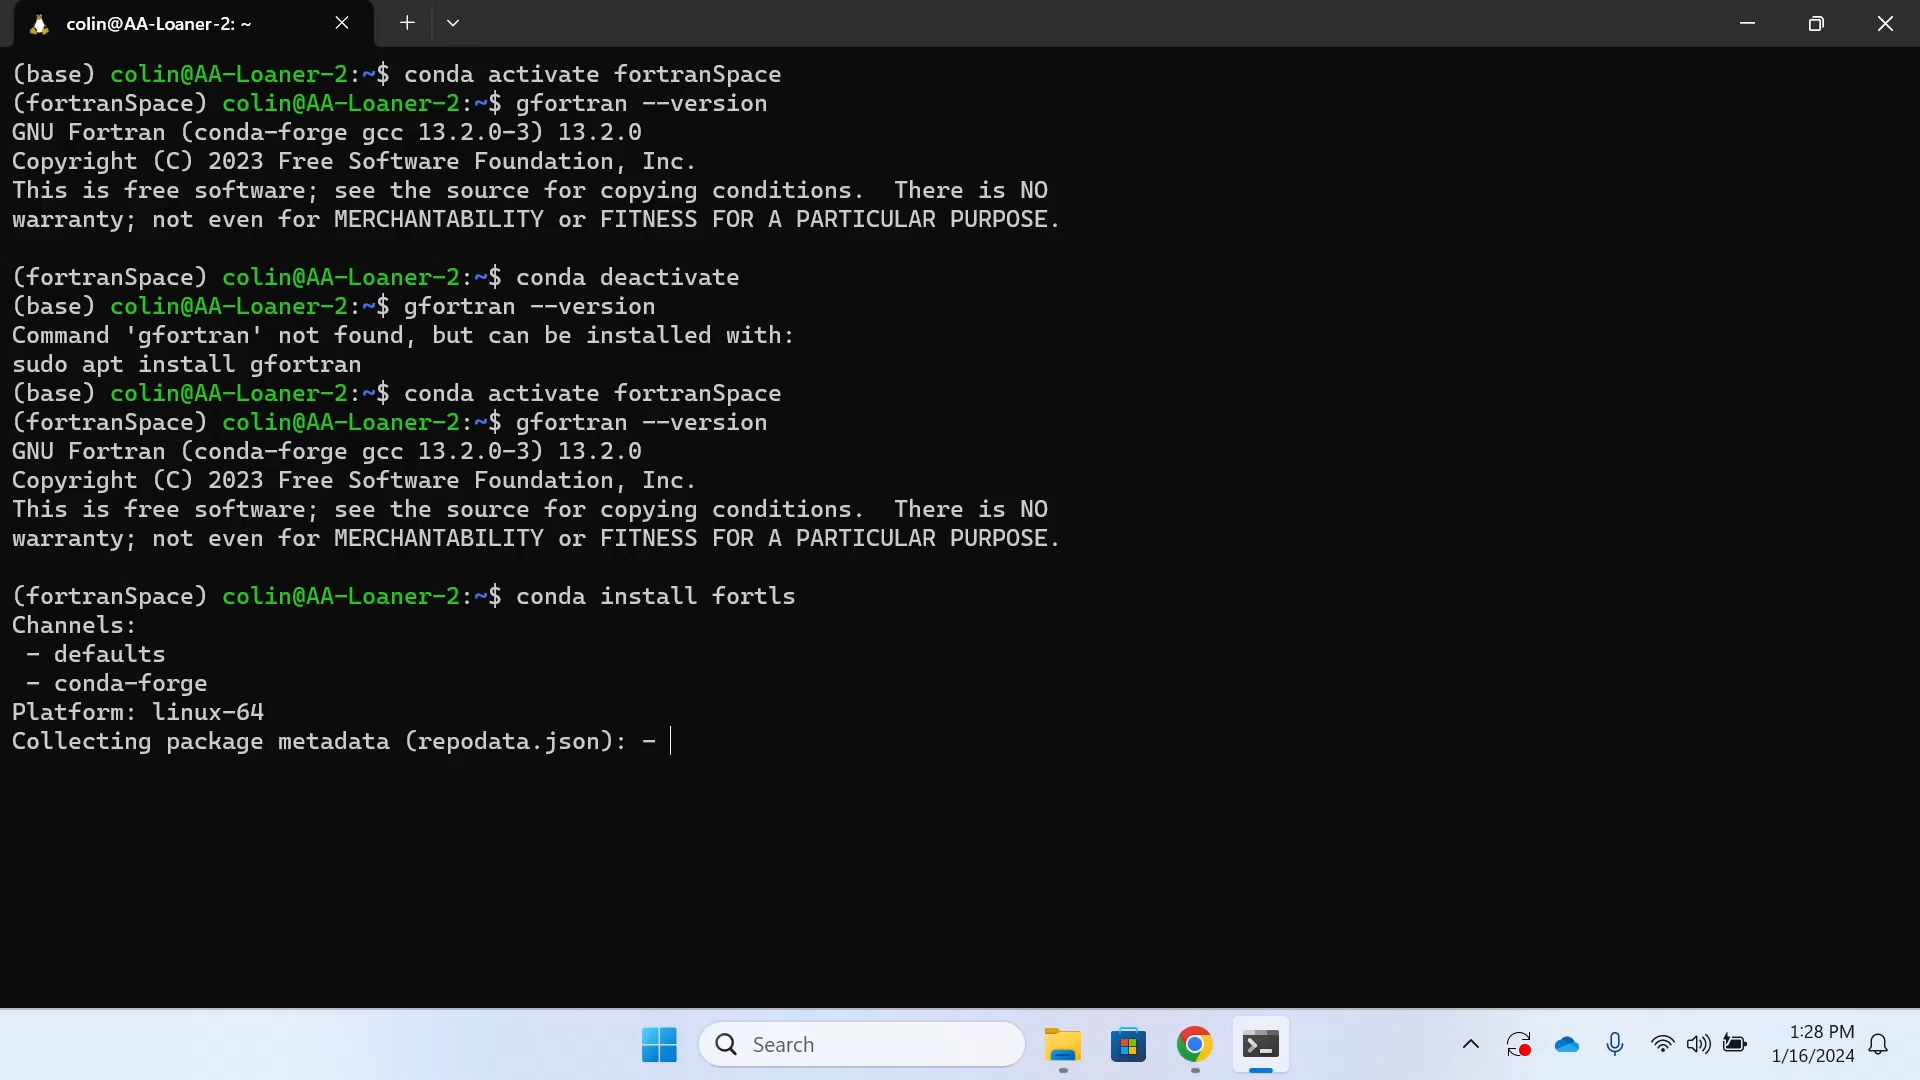 colin@AA-Loaner-2: ~
(base) colin@AA-Loaner-2:~$ conda activate fortranSpace
(fortranSpace) colin@AA-Loaner-2:~$ gfortran --version
GNU Fortran (conda-forge gcc 13.2.0-3) 13.2.0
Copyright (C) 2023 Free Software Foundation, Inc.
This is free software; see the source for copying conditions.  There is NO
warranty; not even for MERCHANTABILITY or FITNESS FOR A PARTICULAR PURPOSE.
(fortranSpace) colin@AA-Loaner-2:~$ conda deactivate
(base) colin@AA-Loaner-2:~$ gfortran --version
Command 'gfortran' not found, but can be installed with:
sudo apt install gfortran
(base) colin@AA-Loaner-2:~$ conda activate fortranSpace
(fortranSpace) colin@AA-Loaner-2:~$ gfortran --version
GNU Fortran (conda-forge gcc 13.2.0-3) 13.2.0
Copyright (C) 2023 Free Software Foundation, Inc.
This is free software; see the source for copying conditions.  There is NO
warranty; not even for MERCHANTABILITY or FITNESS FOR A PARTICULAR PURPOSE.
(fortranSpace) colin@AA-Loaner-2:~$ conda install fortls
Channels:
 - defaults
 - conda-forge
Platform: linux-64
Collecting package metadata (repodata.json): -
Search
1:28 PM
1/16/2024